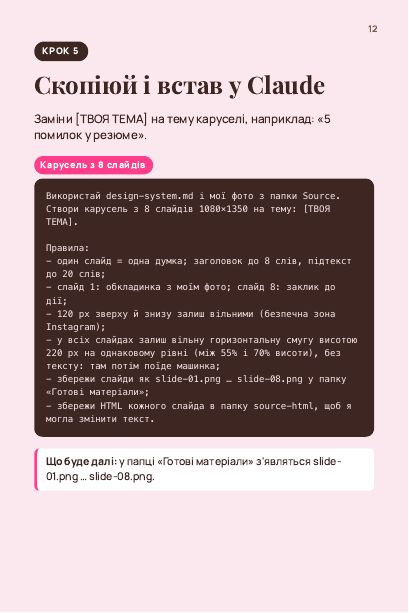 12
КРОК 5
Скопіюй і встав у Claude
Заміни [ТВОЯ ТЕМА] на тему каруселі, наприклад: «5
помилок у резюме».
Карусель з 8 слайдів
Використай design-system.md і мої фото з папки Source.
Створи карусель з 8 слайдів 1080×1350 на тему: [ТВОЯ
ТЕМА].
Правила:
– один слайд = одна думка; заголовок до 8 слів, підтекст
до 20 слів;
– слайд 1: обкладинка з моїм фото; слайд 8: заклик до
дії;
– 120 px зверху й знизу залиш вільними (безпечна зона
Instagram);
– у всіх слайдах залиш вільну горизонтальну смугу висотою
220 px на однаковому рівні (між 55% і 70% висоти), без
тексту: там потім поїде машинка;
– збережи слайди як slide-01.png … slide-08.png у папку
«Готові матеріали»;
– збережи HTML кожного слайда в папку source-html, щоб я
могла змінити текст.
Що буде далі: у папці «Готові матеріали» з'являться slide-
01.png … slide-08.png.